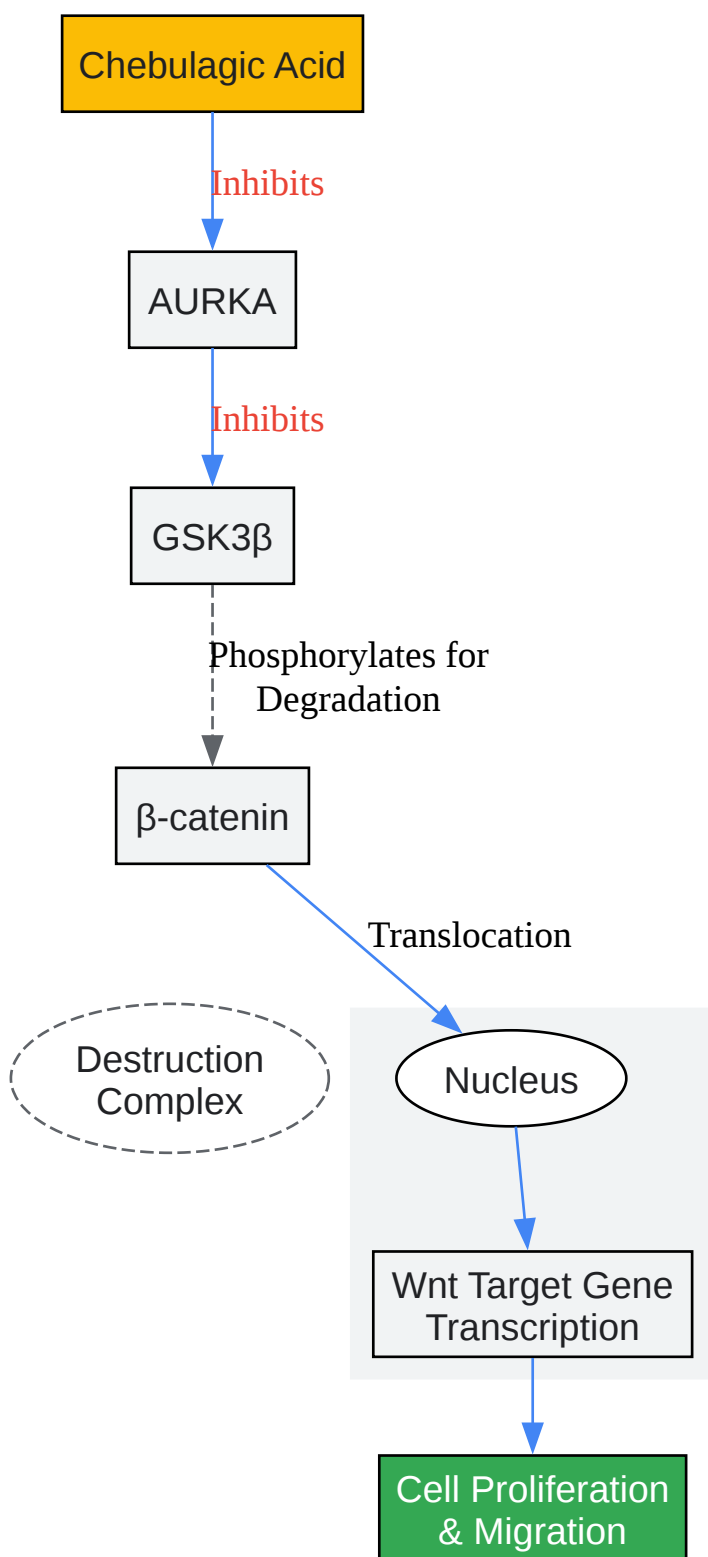 Chebulagic Acid
Inhibits
AURKA
Inhibits
GSK3β
Phosphorylates for
Degradation
β-catenin
Translocation
Destruction
Complex
Nucleus
Wnt Target Gene
Transcription
Cell Proliferation
& Migration